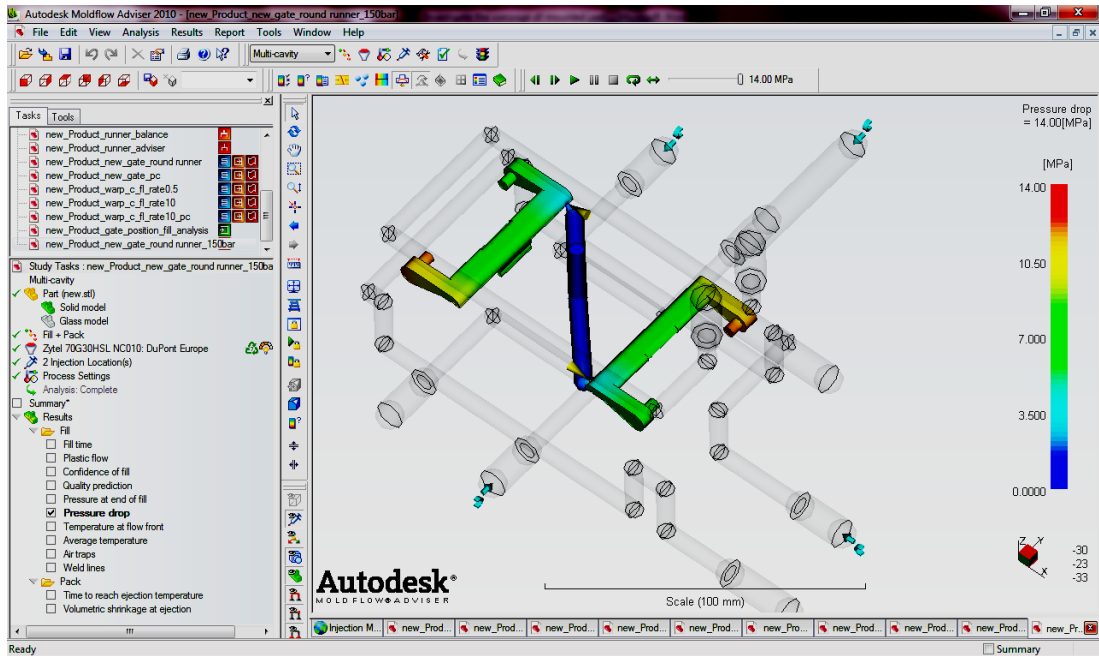 Autodesk Moldflow Adviser 2010 - [new_Product_new_gate_round runner_150bar]
File Edit View Analysis Results Report Tools Window Help
Multi-cavity
14.00 MPa
Tasks Tools
new_Product_runner_balance
new_Product_runner_adviser
new_Product_new_gate_round runner
new_Product_new_gate_pc
new_Product_warp_c_fl_rate0.5
new_Product_warp_c_fl_rate10
new_Product_warp_c_fl_rate10_pc
new_Product_gate_position_fill_analysis
new_Product_new_gate_round runner_150bar
Study Tasks : new_Product_new_gate_round runner_150ba
Multi-cavity
Part (new.stl)
Solid model
Glass model
Fill + Pack
Zytel 70G30HSL NC010: DuPont Europe
2 Injection Location(s)
Process Settings
Analysis: Complete
Summary*
Results
Fill
Fill time
Plastic flow
Confidence of fill
Quality prediction
Pressure at end of fill
Pressure drop
Temperature at flow front
Average temperature
Air traps
Weld lines
Pack
Time to reach ejection temperature
Volumetric shrinkage at ejection
Pressure drop
= 14.00[MPa]
[MPa]
14.00
10.50
7.000
3.500
0.0000
Z Y
X
-30
-23
-33
Autodesk®
MOLDFLOW®ADVISER
Scale (100 mm)
Injection M... new_Prod... new_Prod... new_Prod... new_Prod... new_Prod... new_Pro... new_Prod... new_Prod... new_Prod... new_Pr...
Ready
Summary